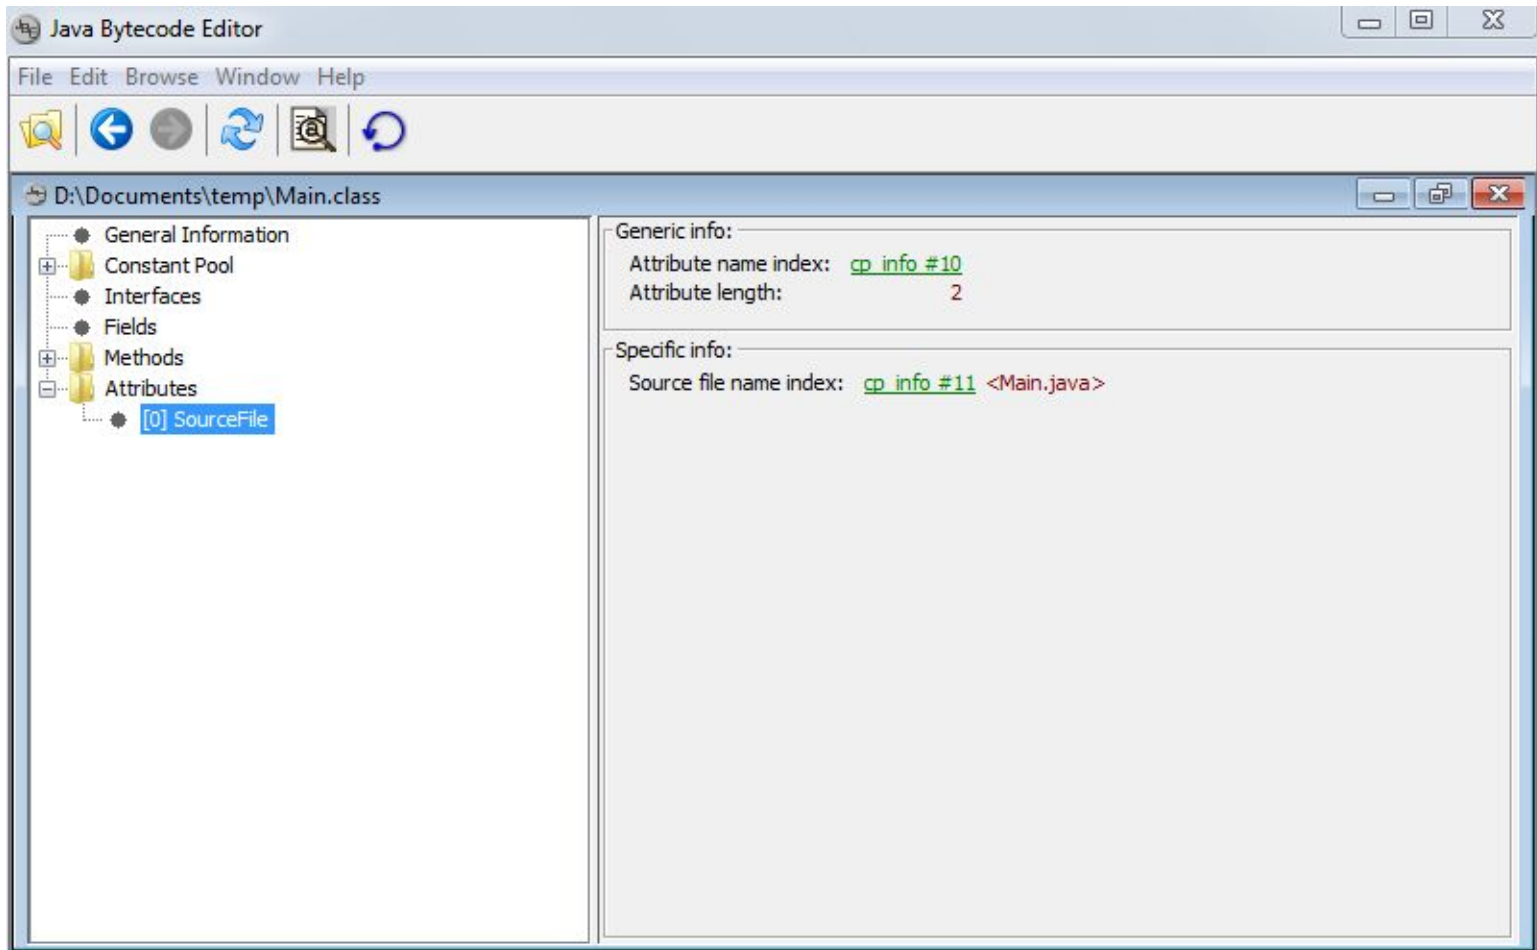 Java Bytecode Editor
File Edit Browse Window Help
D:\Documents\temp\Main.class
General Information
Constant Pool
Interfaces
Fields
Methods
Attributes
[0] SourceFile
Generic info:
Attribute name index: cp_info #10
Attribute length: 2
Specific info:
Source file name index: cp_info #11 <Main.java>